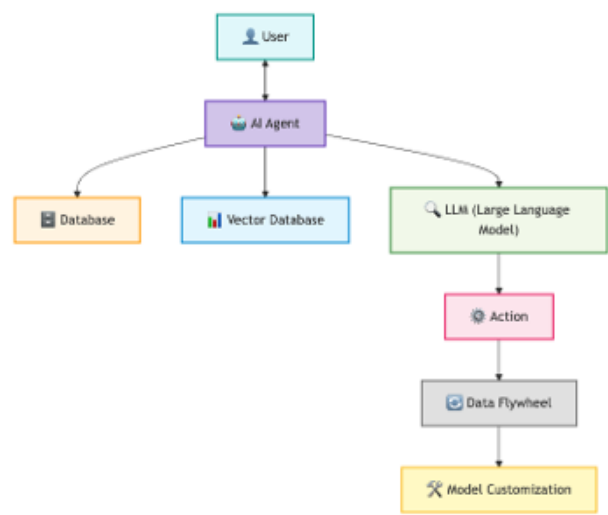 User
AI Agent
Database
Vector Database
LLM (Large Language
Model)
Action
Data Flywheel
Model Customization